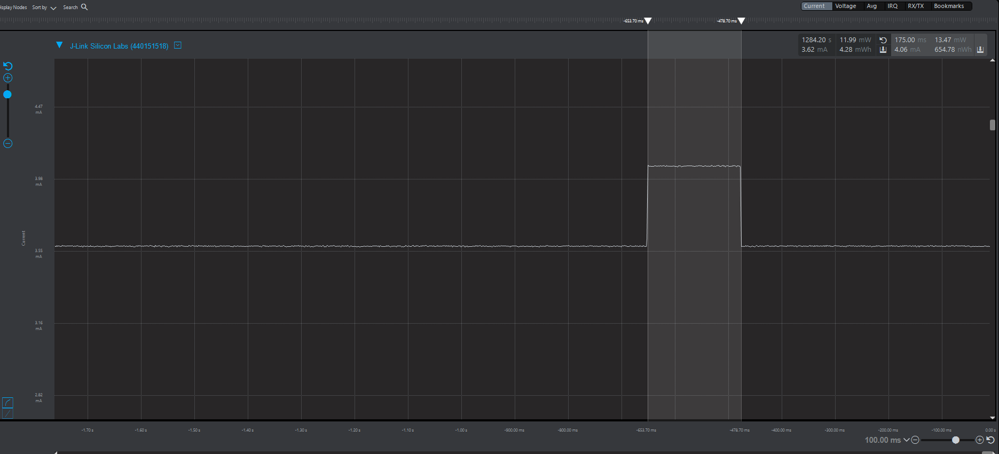 isplay Nodes Sort by Search
Current Voltage Avg IRQ RX/TX Bookmarks
-653.70 ms -478.70 ms
J-Link Silicon Labs (440151518)
1284.20 s 11.99 mW 175.00 ms 13.47 mW
3.62 mA 4.28 mWh 4.06 mA 654.78 nWh
4.47
mA
3.98
mA
Current
3.55
mA
3.16
mA
2.82
mA
-1.70 s -1.60 s -1.50 s -1.40 s -1.30 s -1.20 s -1.10 s -1.00 s -900.00 ms -800.00 ms -653.70 ms -478.70 ms -400.00 ms -300.00 ms -200.00 ms -100.00 ms 0.00 s
100.00 ms